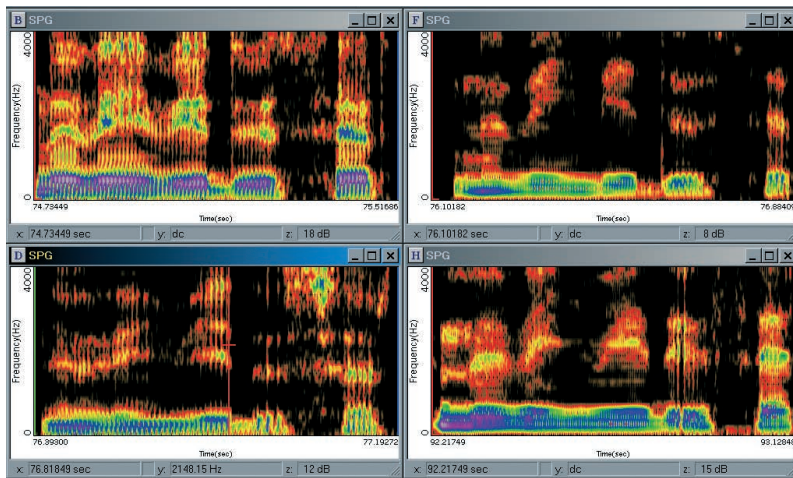 B SPG
Frequency(Hz)
4000
0
74.73449
75.51686
Time(sec)
x: 74.73449 sec y: dc z: 18 dB
F SPG
Frequency(Hz)
4000
0
76.10182
76.88409
Time(sec)
x: 76.10182 sec y: dc z: 8 dB
D SPG
Frequency(Hz)
4000
0
76.39300
77.19272
Time(sec)
x: 76.81849 sec y: 2148.15 Hz z: 12 dB
H SPG
Frequency(Hz)
4000
0
92.21749
93.12848
Time(sec)
x: 92.21749 sec y: dc z: 15 dB